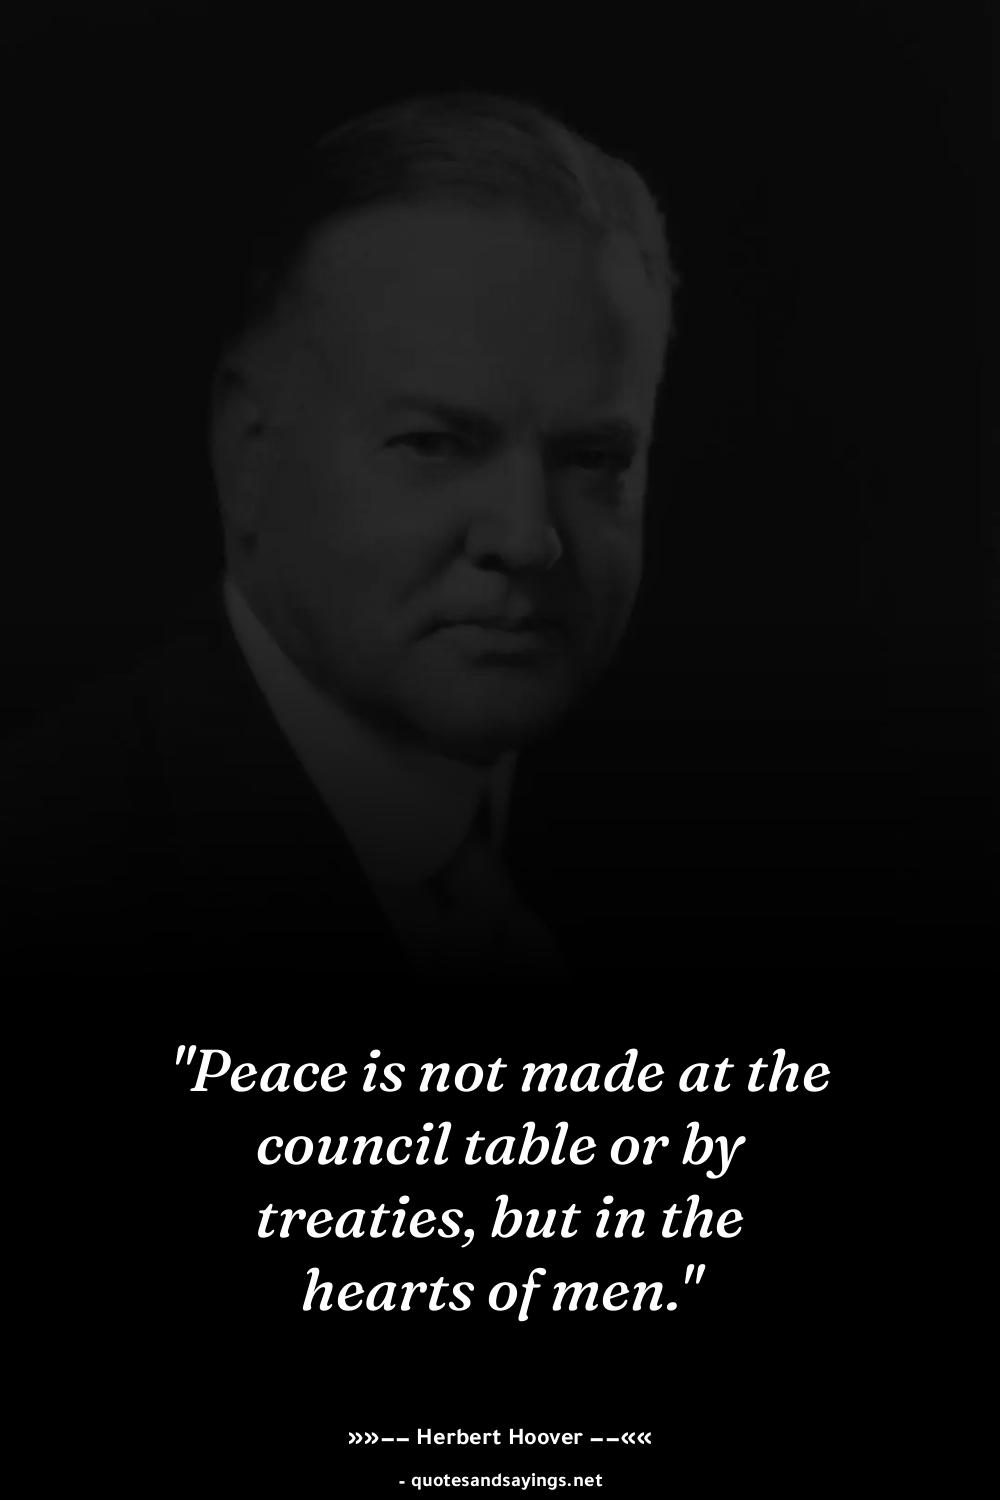 "Peace is not made at the
council table or by
treaties, but in the
hearts of men."
»»–– Herbert Hoover ––««
- quotesandsayings.net